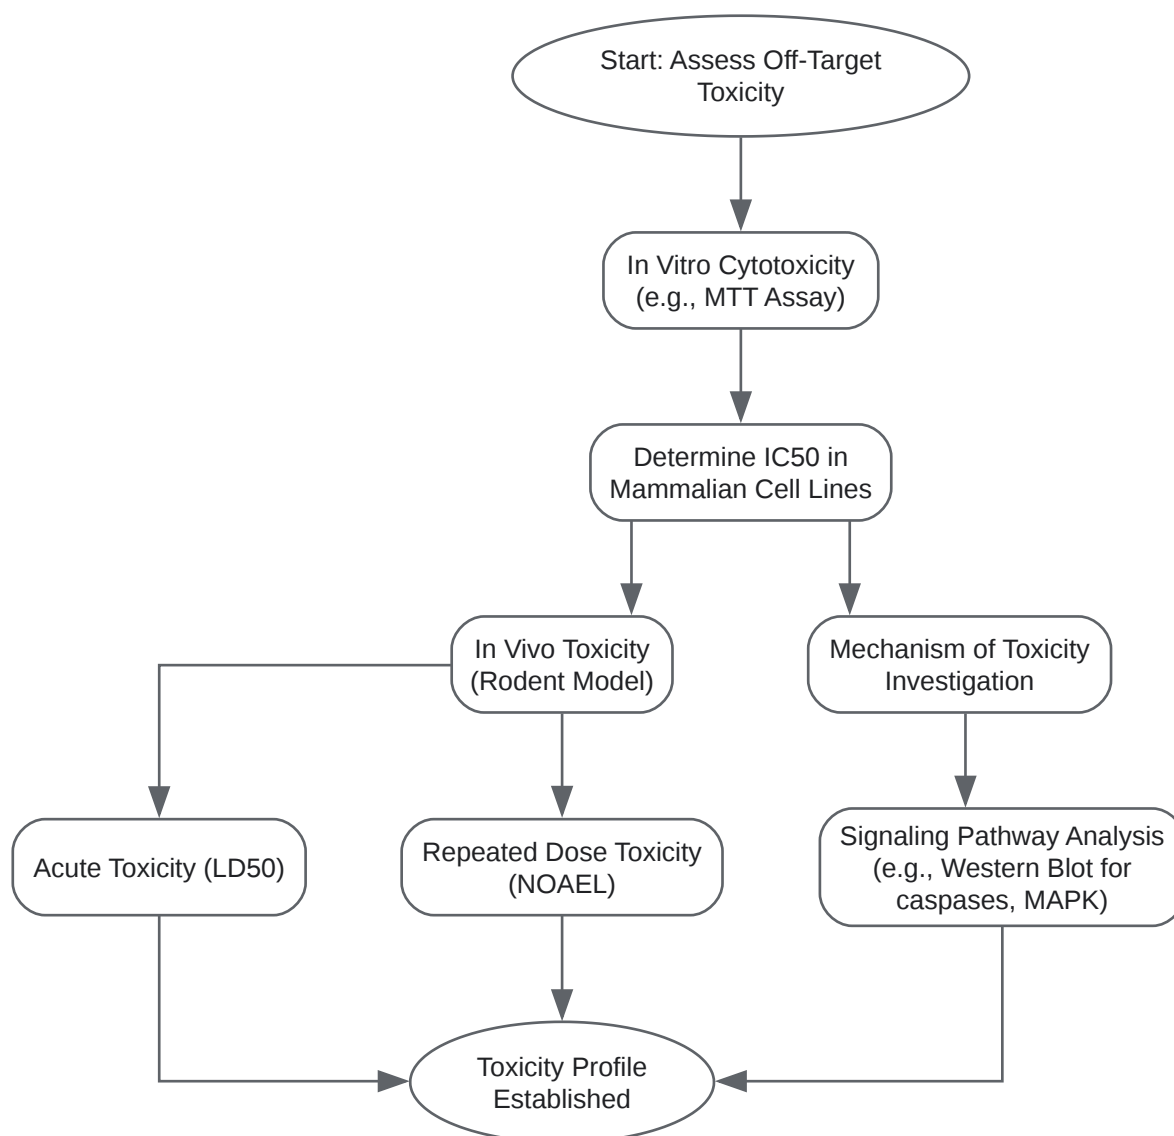 Start: Assess Off-Target
Toxicity
In Vitro Cytotoxicity
(e.g., MTT Assay)
Determine IC50 in
Mammalian Cell Lines
In Vivo Toxicity
(Rodent Model)
Mechanism of Toxicity
Investigation
Acute Toxicity (LD50)
Repeated Dose Toxicity
(NOAEL)
Signaling Pathway Analysis
(e.g., Western Blot for
caspases, MAPK)
Toxicity Profile
Established